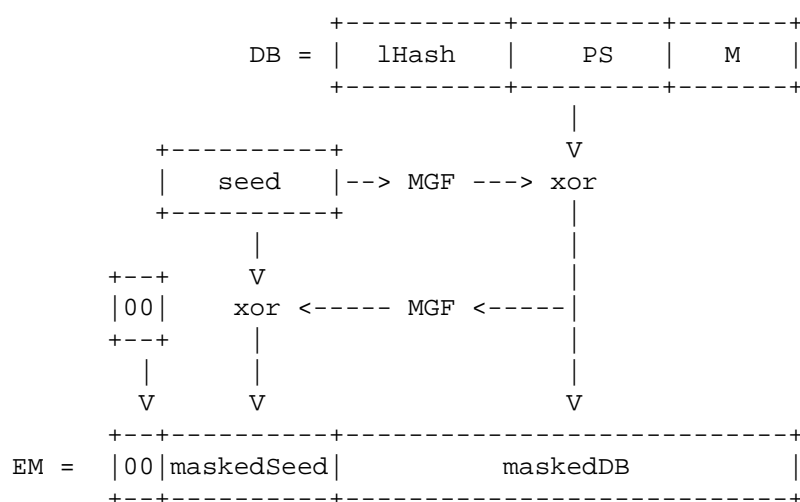 +----------+---------+-------+
                  DB = |  lHash   |    PS   |   M   |
                       +----------+---------+-------+
                                       |
             +----------+              V
             |   seed   |--> MGF ---> xor
             +----------+              |
                   |                   |
          +--+     V                   |
          |00|    xor <----- MGF <-----|
          +--+     |                   |
            |      |                   |
            V      V                   V
          +--+----------+----------------------------+
    EM =  |00|maskedSeed|          maskedDB          |
          +--+----------+----------------------------+